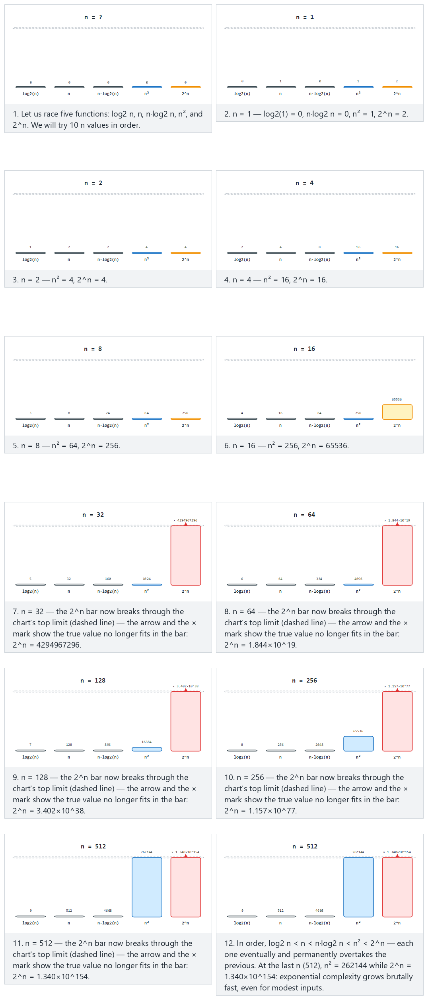 n = ?
0 0 0 0 0
log2(n) n n·log2(n) n² 2^n
1. Let us race five functions: log2 n, n, n·log2 n, n², and
2^n. We will try 10 n values in order.
n = 1
0 1 0 1 2
log2(n) n n·log2(n) n² 2^n
2. n = 1 — log2(1) = 0, n·log2 n = 0, n² = 1, 2^n = 2.
n = 2
1 2 2 4 4
log2(n) n n·log2(n) n² 2^n
3. n = 2 — n² = 4, 2^n = 4.
n = 4
2 4 8 16 16
log2(n) n n·log2(n) n² 2^n
4. n = 4 — n² = 16, 2^n = 16.
n = 8
3 8 24 64 256
log2(n) n n·log2(n) n² 2^n
5. n = 8 — n² = 64, 2^n = 256.
n = 16
65536
4 16 64 256
log2(n) n n·log2(n) n² 2^n
6. n = 16 — n² = 256, 2^n = 65536.
n = 32
× 4294967296
5 32 160 1024
log2(n) n n·log2(n) n² 2^n
7. n = 32 — the 2^n bar now breaks through the
chart's top limit (dashed line) — the arrow and the ×
mark show the true value no longer fits in the bar:
2^n = 4294967296.
n = 64
× 1.844×10^19
6 64 384 4096
log2(n) n n·log2(n) n² 2^n
8. n = 64 — the 2^n bar now breaks through the
chart's top limit (dashed line) — the arrow and the ×
mark show the true value no longer fits in the bar:
2^n = 1.844×10^19.
n = 128
× 3.402×10^38
16384
7 128 896
log2(n) n n·log2(n) n² 2^n
9. n = 128 — the 2^n bar now breaks through the
chart's top limit (dashed line) — the arrow and the ×
mark show the true value no longer fits in the bar:
2^n = 3.402×10^38.
n = 256
× 1.157×10^77
65536
8 256 2048
log2(n) n n·log2(n) n² 2^n
10. n = 256 — the 2^n bar now breaks through the
chart's top limit (dashed line) — the arrow and the ×
mark show the true value no longer fits in the bar:
2^n = 1.157×10^77.
n = 512
262144 × 1.340×10^154
9 512 4608
log2(n) n n·log2(n) n² 2^n
11. n = 512 — the 2^n bar now breaks through the
chart's top limit (dashed line) — the arrow and the ×
mark show the true value no longer fits in the bar:
2^n = 1.340×10^154.
n = 512
262144 × 1.340×10^154
9 512 4608
log2(n) n n·log2(n) n² 2^n
12. In order, log2 n < n < n·log2 n < n² < 2^n — each
one eventually and permanently overtakes the
previous. At the last n (512), n² = 262144 while 2^n =
1.340×10^154: exponential complexity grows brutally
fast, even for modest inputs.